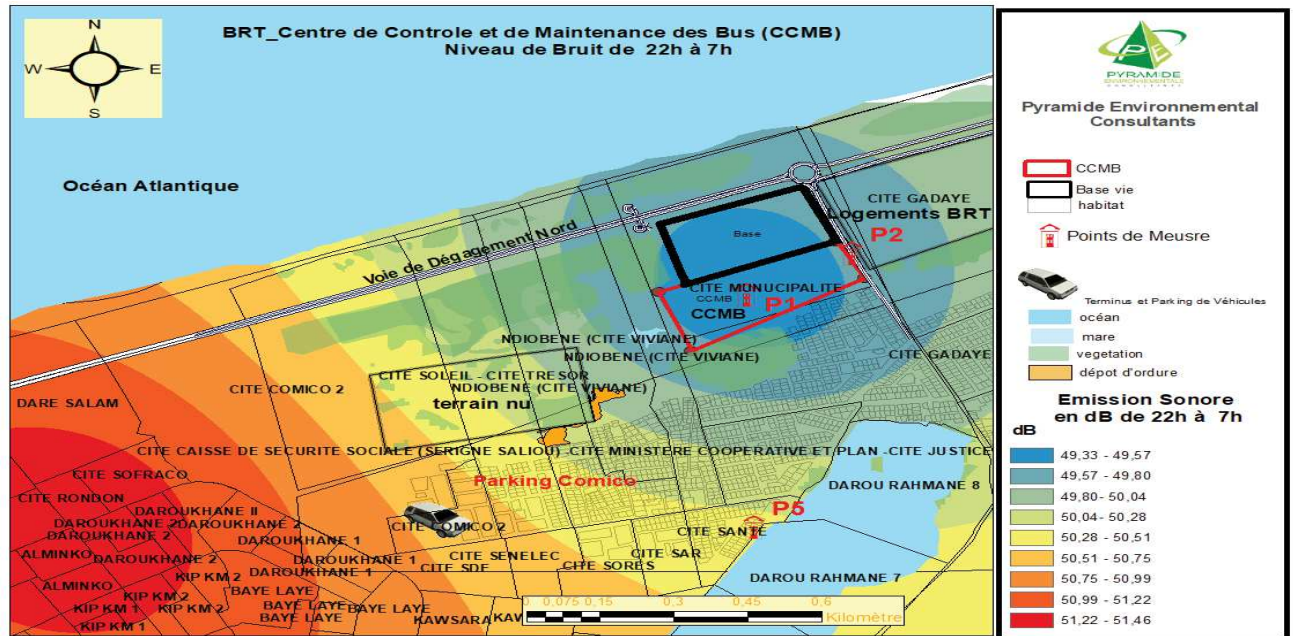 BRT_Centre de Controle et de Maintenance des Bus (CCMB)
Niveau de Bruit de 22h à 7h
N
W
E
S
Océan Atlantique
Voie de Dégagement Nord
CITE GADAYE
Logements BRT
Base
P2
CITE MUNUCIPALITE
CCMB
P1
CCMB
NDIOBENE (CITE VIVIANE)
NDIOBENE (CITE VIVIANE)
CITE GADAYE
CITE SOLEIL - CITE TRESOR
CITE COMICO 2
NDIOBENE (CITE VIVIANE)
DARE SALAM
terrain nu
CITE CAISSE DE SECURITE SOCIALE (SERIGNE SALIOU) -CITE MINISTERE COOPERATIVE ET PLAN -CITE JUSTICE
CITE SOFRACO
Parking Comico
DAROU RAHMANE 8
CITE RONDON
DAROUKHANE II
P5
DAROUKHANE 2
DAROUKHANE 2
CITE COMICO 2
CITE SANTE
DAROUKHANE 2
DAROUKHANE 1
ALMINKO
DAROUKHANE 2
DAROUKHANE 1
CITE SENELEC
CITE SAR
CITE SDE
CITE SORES
KIP KM 2
DAROUKHANE 1
DAROU RAHMANE 7
ALMINKO
BAYE LAYE
KIP KM 2
KIP KM 1
KIP KM 2
BAYE LAYE
BAYE LAYE
BAYE LAYE
KAWSARA
KIP KM 1
0 0,075 0,15 0,3 0,45 0,6
Kilomètre
PE
PYRAMIDE
Pyramide Environnemental
Consultants
CCMB
Base vie
habitat
Points de Meusre
Terminus et Parking de Véhicules
océan
mare
vegetation
dépot d'ordure
Emission Sonore
en dB de 22h à 7h
dB
49,33 - 49,57
49,57 - 49,80
49,80- 50,04
50,04- 50,28
50,28 - 50,51
50,51 - 50,75
50,75 - 50,99
50,99 - 51,22
51,22 - 51,46